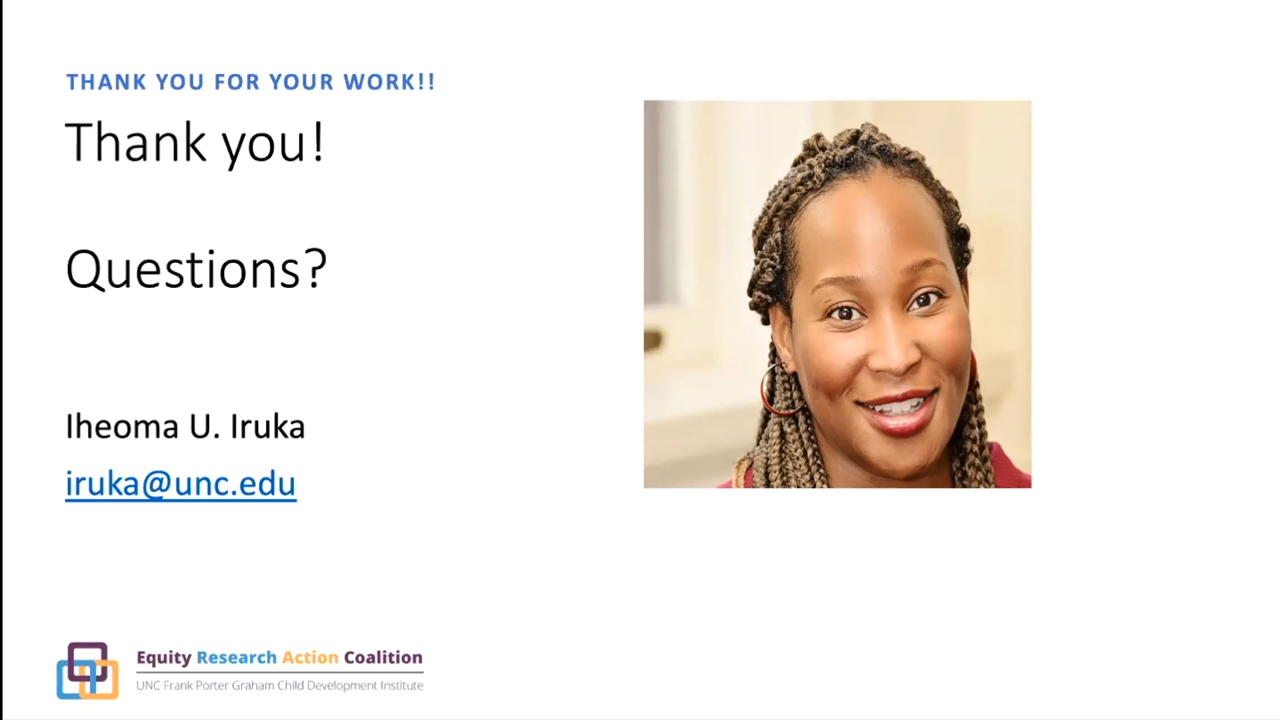 THANK YOU FOR YOUR WORK!!
Thank you!
Questions?
Iheoma U. Iruka
iruka@unc.edu
Equity Research Action Coalition
UNC Frank Porter Graham Child Development Institute